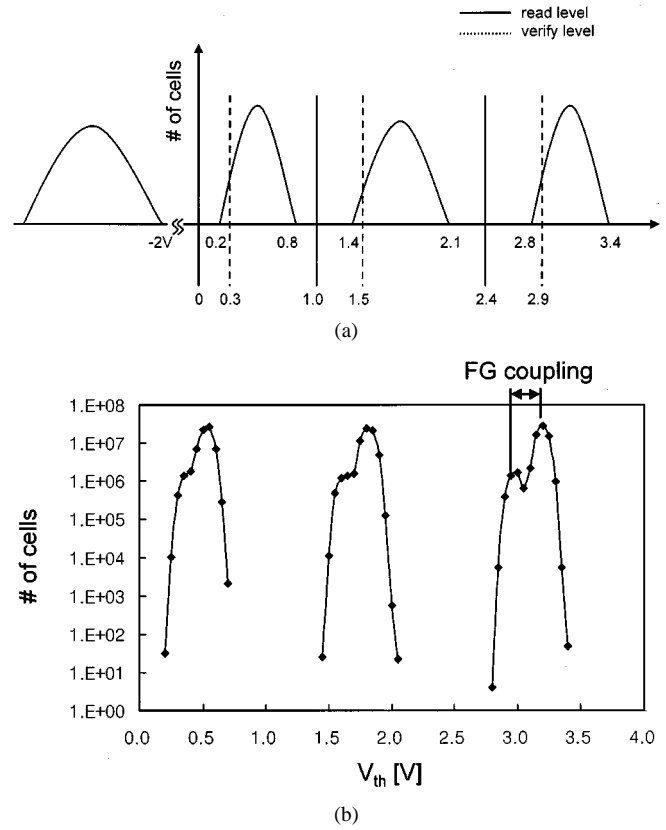 read level
verify level
# of cells
-2V
0.2
0.8
1.4
2.1
2.8
3.4
0
0.3
1.0
1.5
2.4
2.9
(a)
FG coupling
1.E+08
1.E+07
1.E+06
1.E+05
1.E+04
1.E+03
1.E+02
1.E+01
1.E+00
# of cells
0.0
0.5
1.0
1.5
2.0
2.5
3.0
3.5
4.0
Vth [V]
(b)